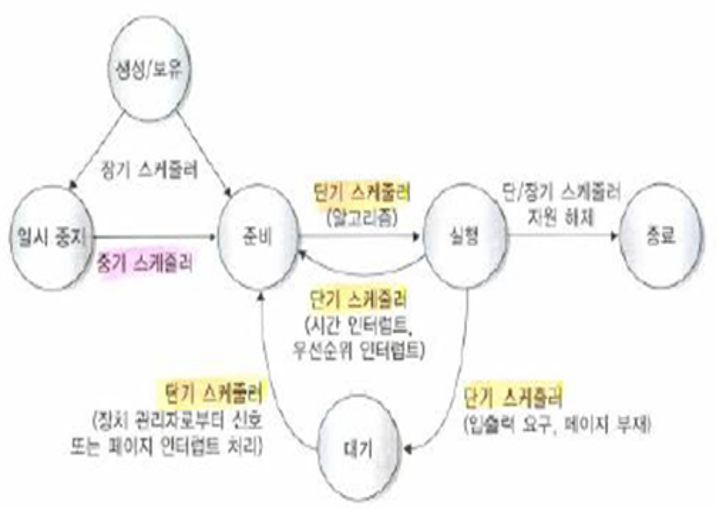 생성/보유
장기 스케줄러
일시 중지
중기 스케줄러
준비
단기 스케줄러
(알고리즘)
실행
단/장기 스케줄러
자원 해제
종료
단기 스케줄러
(시간 인터럽트,
우선순위 인터럽트)
단기 스케줄러
(장치 관리자로부터 신호
또는 페이지 인터럽트 처리)
단기 스케줄러
(입출력 요구, 페이지 부재)
대기